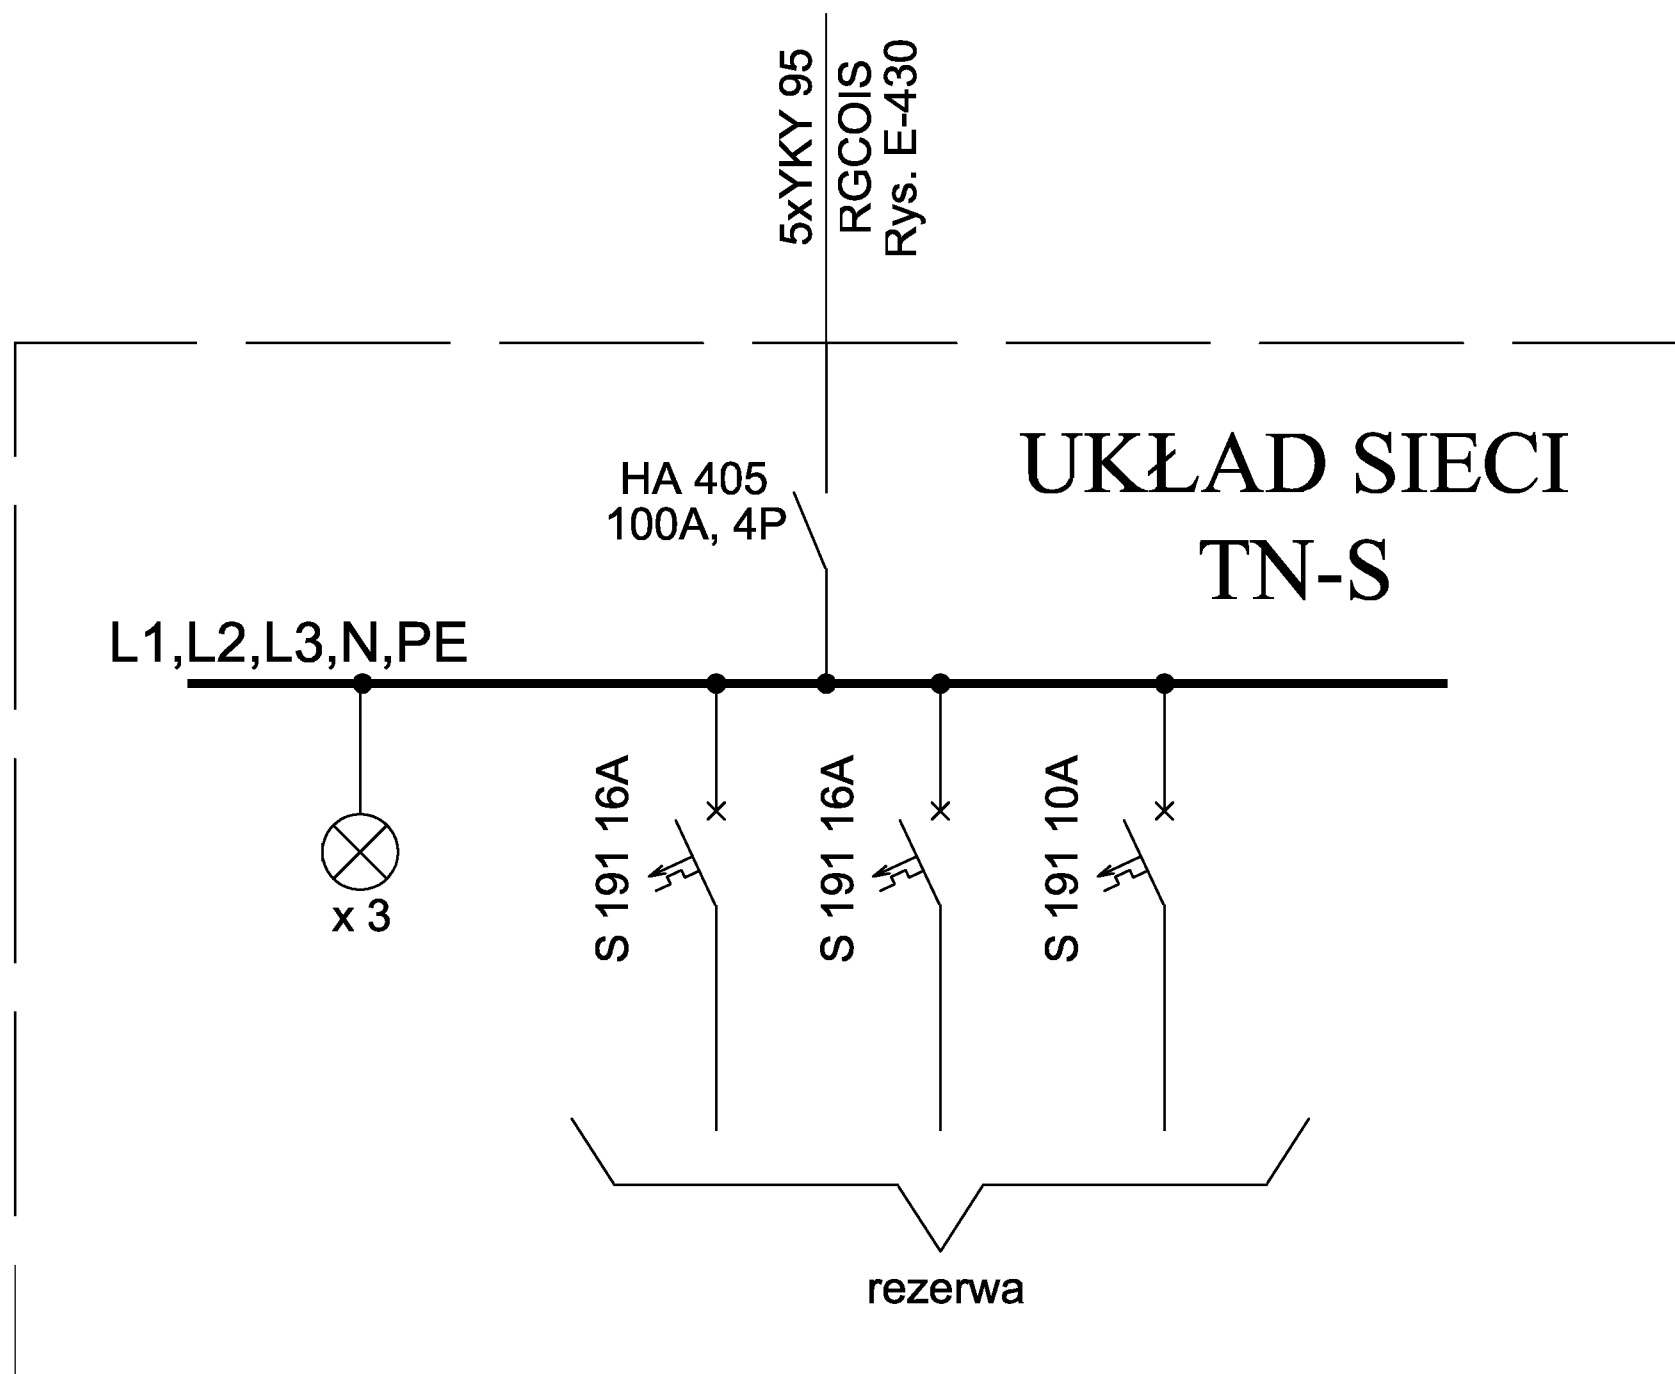 5xYKY 95
RGCOIS
Rys. E-430
HA 405
100A, 4P
UKŁAD SIECI
TN-S
L1,L2,L3,N,PE
x 3
S 191 16A
S 191 16A
S 191 10A
rezerwa